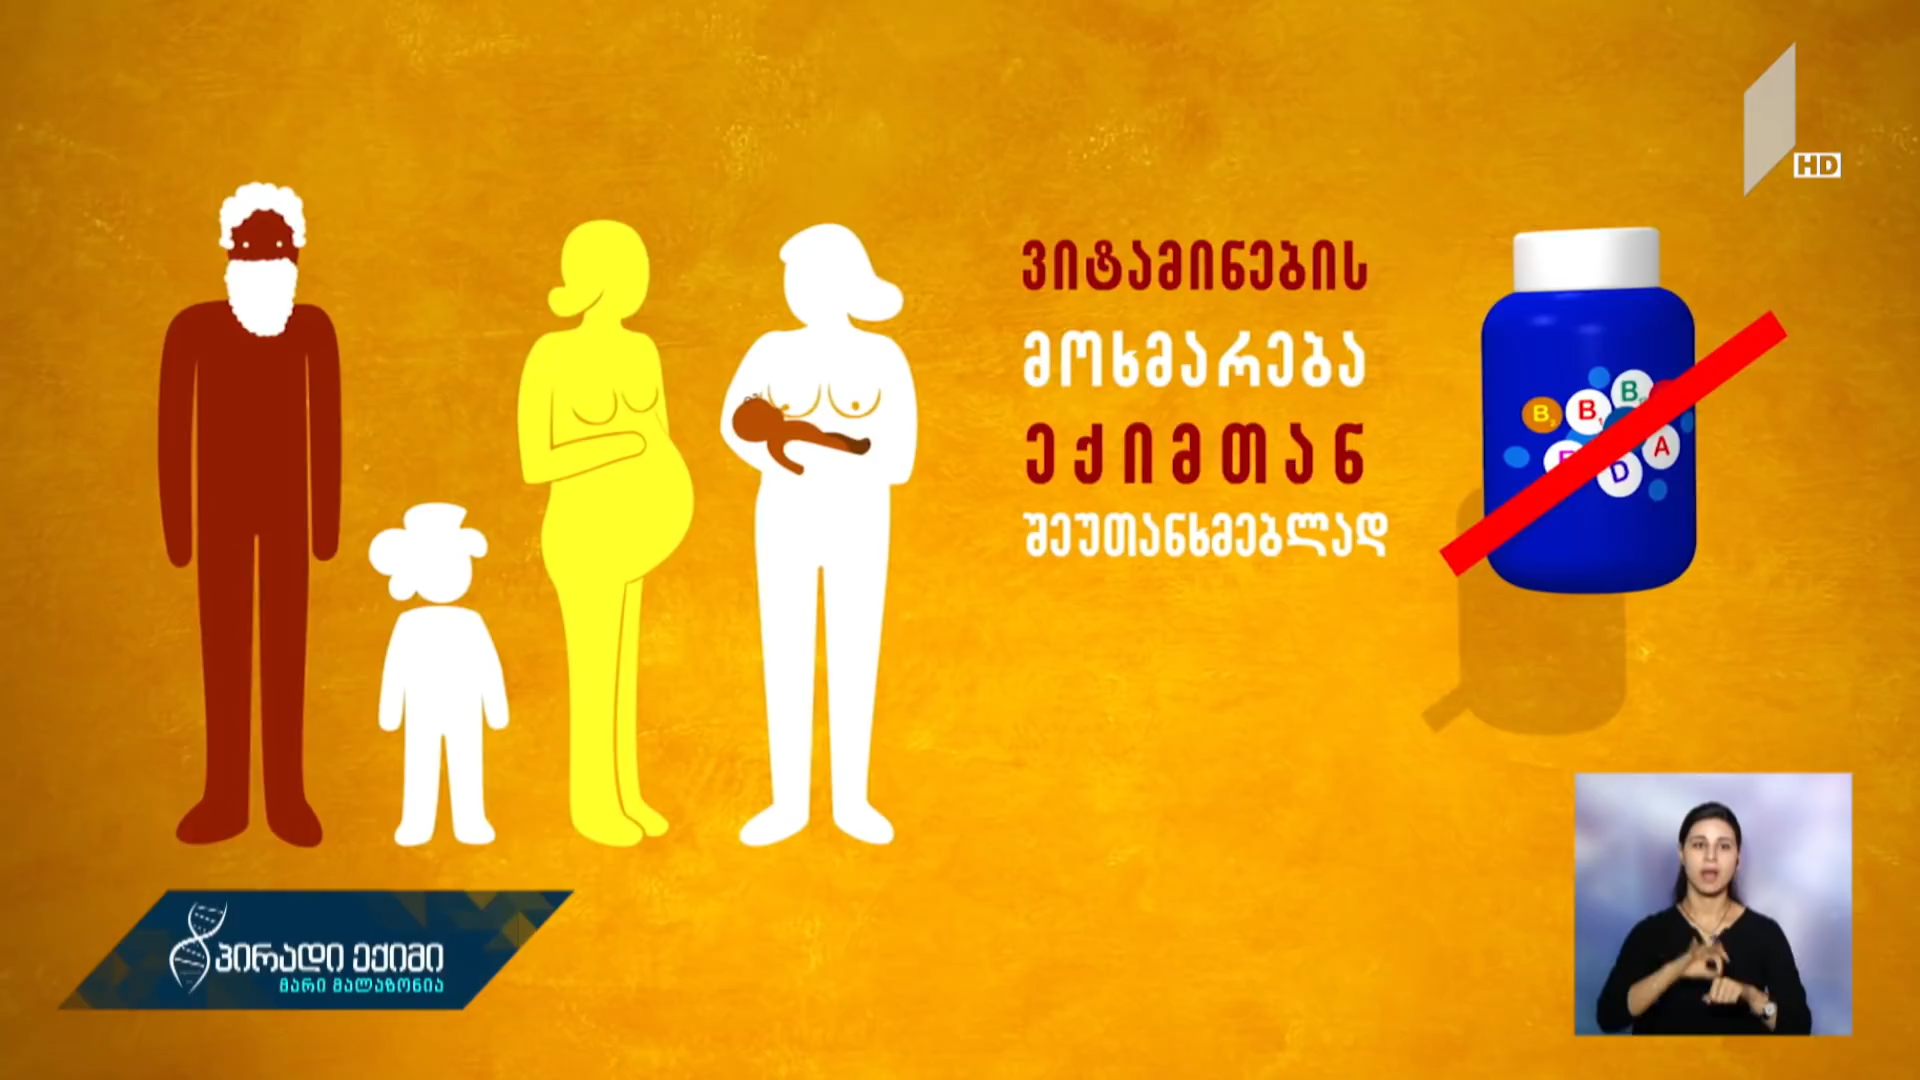 ვიტამინების
მოხმარება
ექიმთან
შეუთანხმებლად
HD
B
B
B
A
D
პირადი ექიმი
მარი მალაზონია